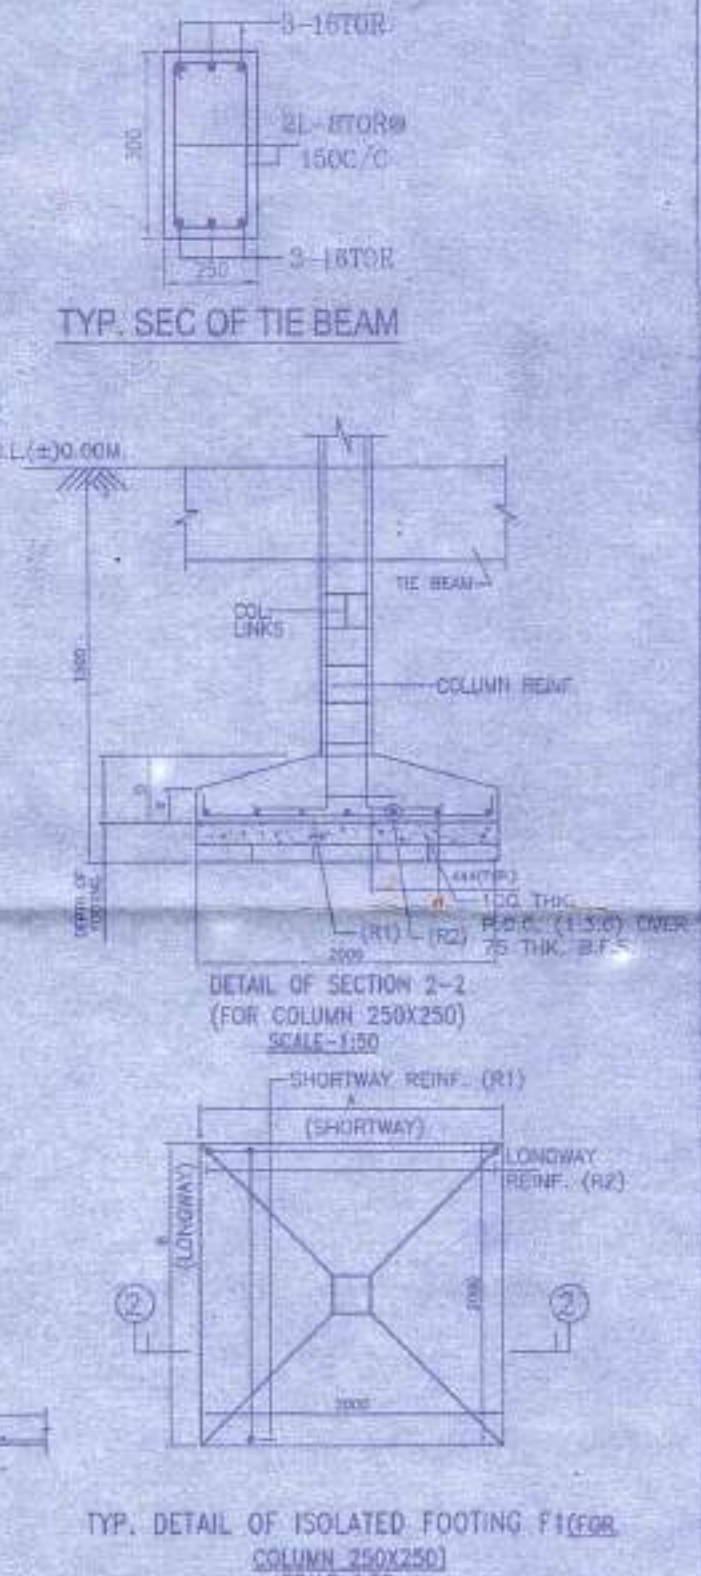 3-16TOR
300
2L-8TOR@
150C/C
3-16TOR
250
TYP. SEC OF TIE BEAM
.L.(±)0.00M.
TIE BEAM
COL.
LINKS
COLUMN REINF.
D
DEPTH OF
FOOTING
(TYP.)
100 THK.
P.C.C. (1:3:6) OVER
75 THK. B.F.S
(R1)
(R2)
2000
DETAIL OF SECTION 2-2
(FOR COLUMN 250X250)
SCALE-1:50
SHORTWAY REINF. (R1)
A
(SHORTWAY)
LONGWAY
REINF. (R2)
B
(LONGWAY)
2
2000
2
2000
TYP. DETAIL OF ISOLATED FOOTING F1(FOR
COLUMN 250X250)